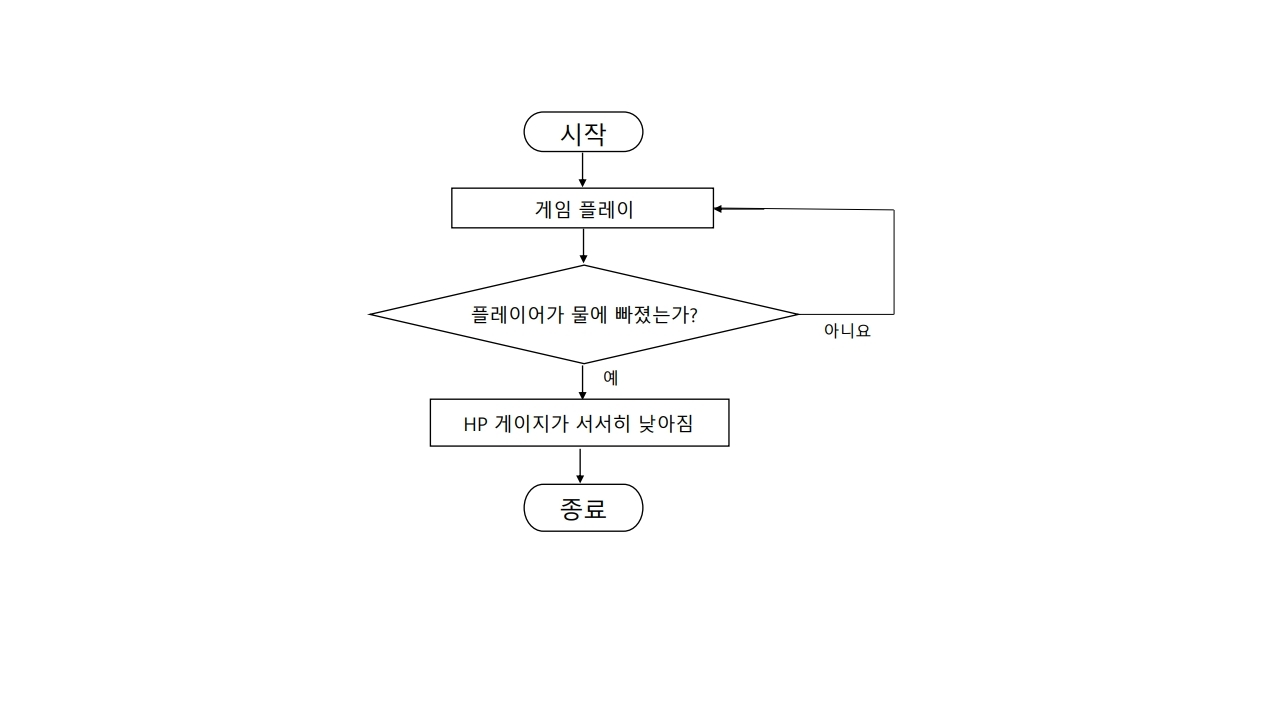 시작
게임 플레이
플레이어가 물에 빠졌는가?
아니요
예
HP 게이지가 서서히 낮아짐
종료